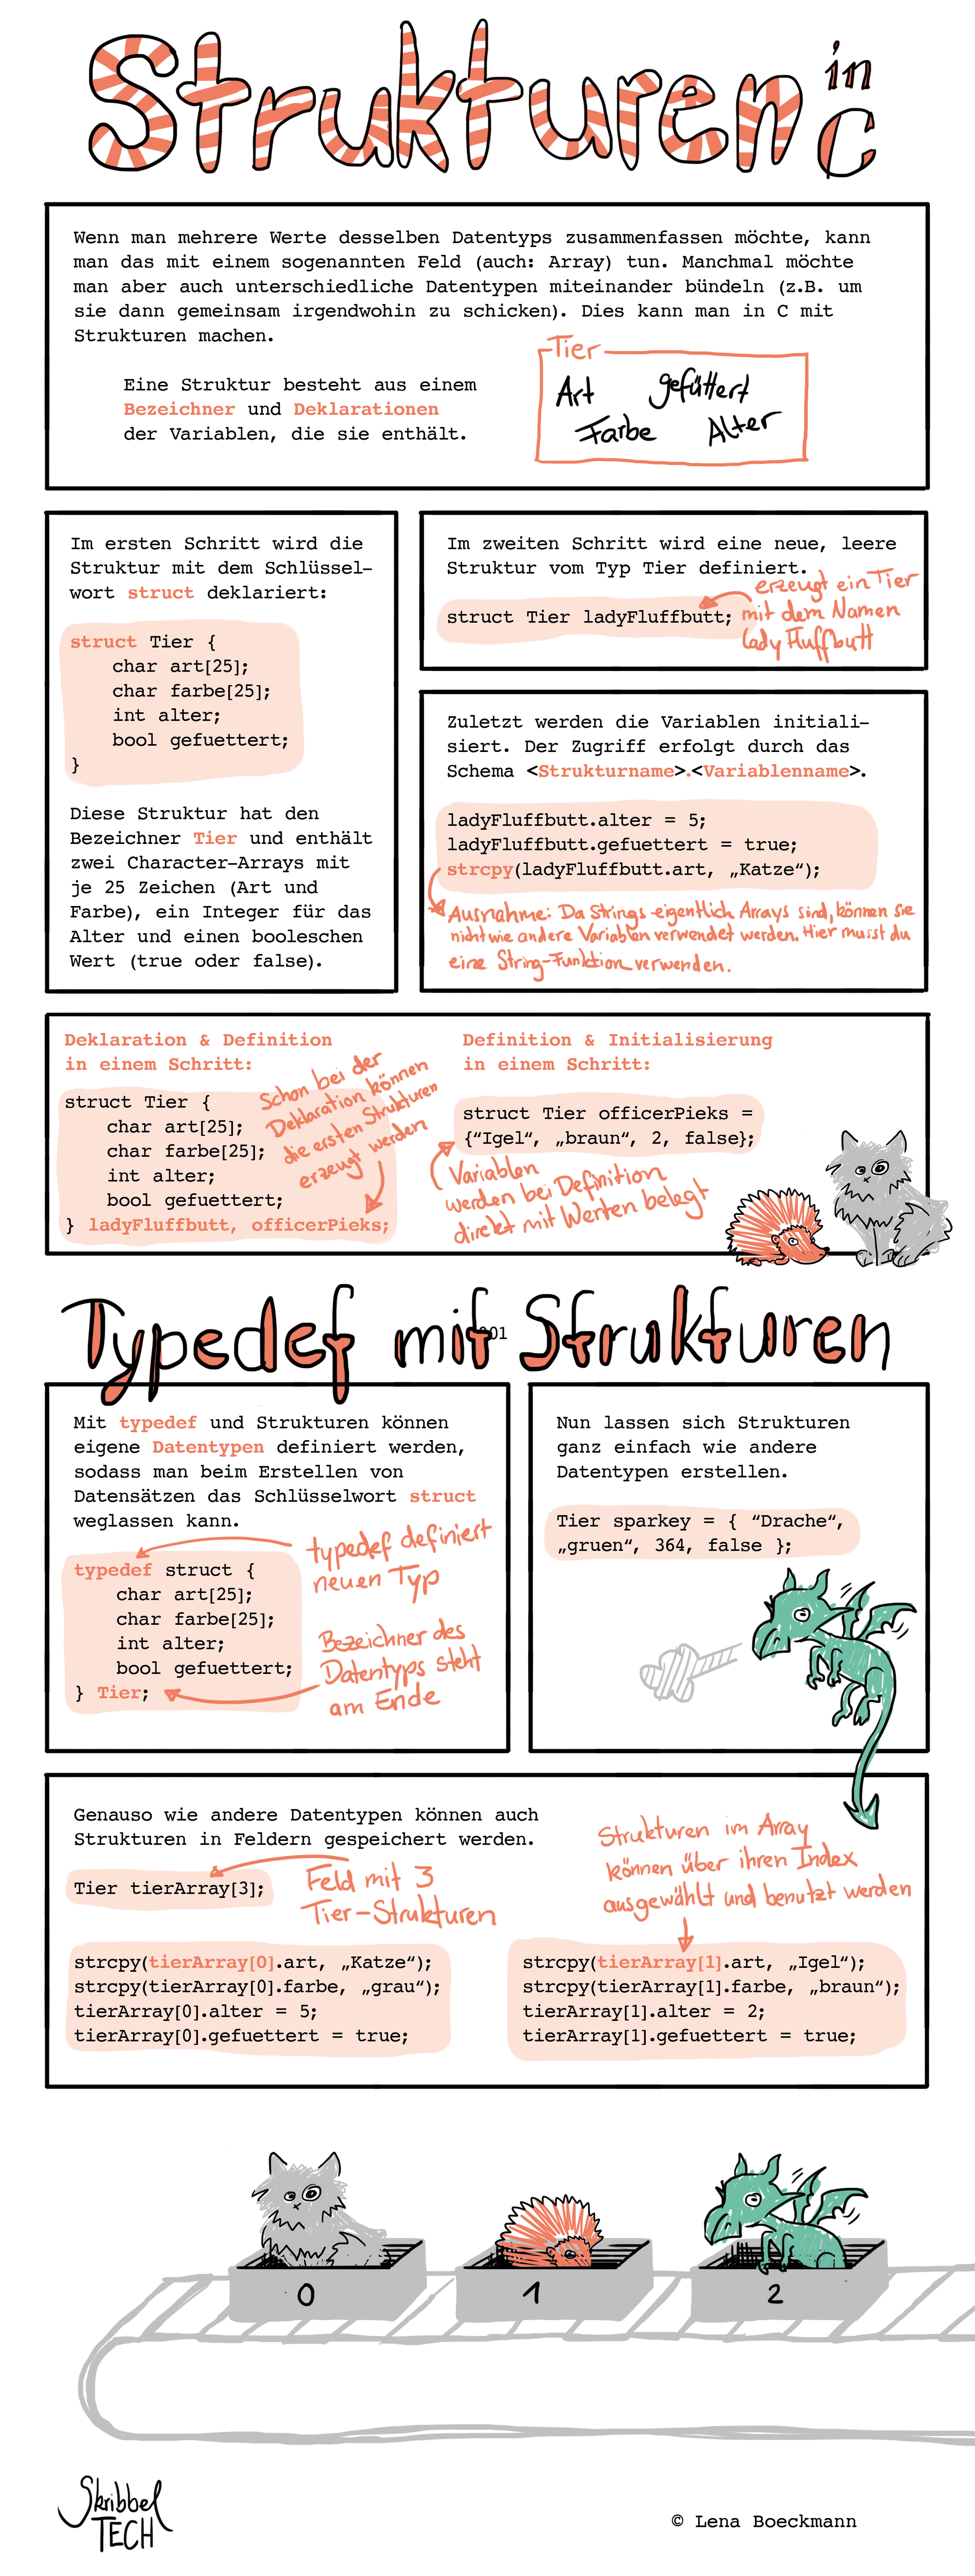 Strukturen in C
Wenn man mehrere Werte desselben Datentyps zusammenfassen möchte, kann
man das mit einem sogenannten Feld (auch: Array) tun. Manchmal möchte
man aber auch unterschiedliche Datentypen miteinander bündeln (z.B. um
sie dann gemeinsam irgendwohin zu schicken). Dies kann man in C mit
Strukturen machen.
Eine Struktur besteht aus einem
Bezeichner und Deklarationen
der Variablen, die sie enthält.
Tier
Art gefüttert
Farbe Alter
Im ersten Schritt wird die
Struktur mit dem Schlüssel-
wort struct deklariert:
struct Tier {
char art[25];
char farbe[25];
int alter;
bool gefuettert;
}
Diese Struktur hat den
Bezeichner Tier und enthält
zwei Character-Arrays mit
je 25 Zeichen (Art und
Farbe), ein Integer für das
Alter und einen booleschen
Wert (true oder false).
Im zweiten Schritt wird eine neue, leere
Struktur vom Typ Tier definiert.
struct Tier ladyFluffbutt;
erzeugt ein Tier
mit dem Namen
lady Fluffbutt
Zuletzt werden die Variablen initiali-
siert. Der Zugriff erfolgt durch das
Schema <Strukturname>.<Variablenname>.
ladyFluffbutt.alter = 5;
ladyFluffbutt.gefuettert = true;
strcpy(ladyFluffbutt.art, „Katze“);
Ausnahme: Da Strings eigentlich Arrays sind, können sie
nicht wie andere Variablen verwendet werden. Hier musst du
eine String-Funktion verwenden.
Deklaration & Definition
in einem Schritt:
struct Tier {
char art[25];
char farbe[25];
int alter;
bool gefuettert;
} ladyFluffbutt, officerPieks;
Schon bei der
Deklaration können
die ersten Strukturen
erzeugt werden
Definition & Initialisierung
in einem Schritt:
struct Tier officerPieks =
{“Igel“, „braun“, 2, false};
Variablen
werden bei Definition
direkt mit Werten belegt
Typedef mit Strukturen
01
Mit typedef und Strukturen können
eigene Datentypen definiert werden,
sodass man beim Erstellen von
Datensätzen das Schlüsselwort struct
weglassen kann.
typedef struct {
char art[25];
char farbe[25];
int alter;
bool gefuettert;
} Tier;
typedef definiert
neuen Typ
Bezeichner des
Datentyps steht
am Ende
Nun lassen sich Strukturen
ganz einfach wie andere
Datentypen erstellen.
Tier sparkey = { “Drache“,
„gruen“, 364, false };
Genauso wie andere Datentypen können auch
Strukturen in Feldern gespeichert werden.
Tier tierArray[3];
Feld mit 3
Tier-Strukturen
Strukturen im Array
können über ihren Index
ausgewählt und benutzt werden
strcpy(tierArray[0].art, „Katze“);
strcpy(tierArray[0].farbe, „grau“);
tierArray[0].alter = 5;
tierArray[0].gefuettert = true;
strcpy(tierArray[1].art, „Igel“);
strcpy(tierArray[1].farbe, „braun“);
tierArray[1].alter = 2;
tierArray[1].gefuettert = true;
0 1 2
Skribbel
TECH
© Lena Boeckmann